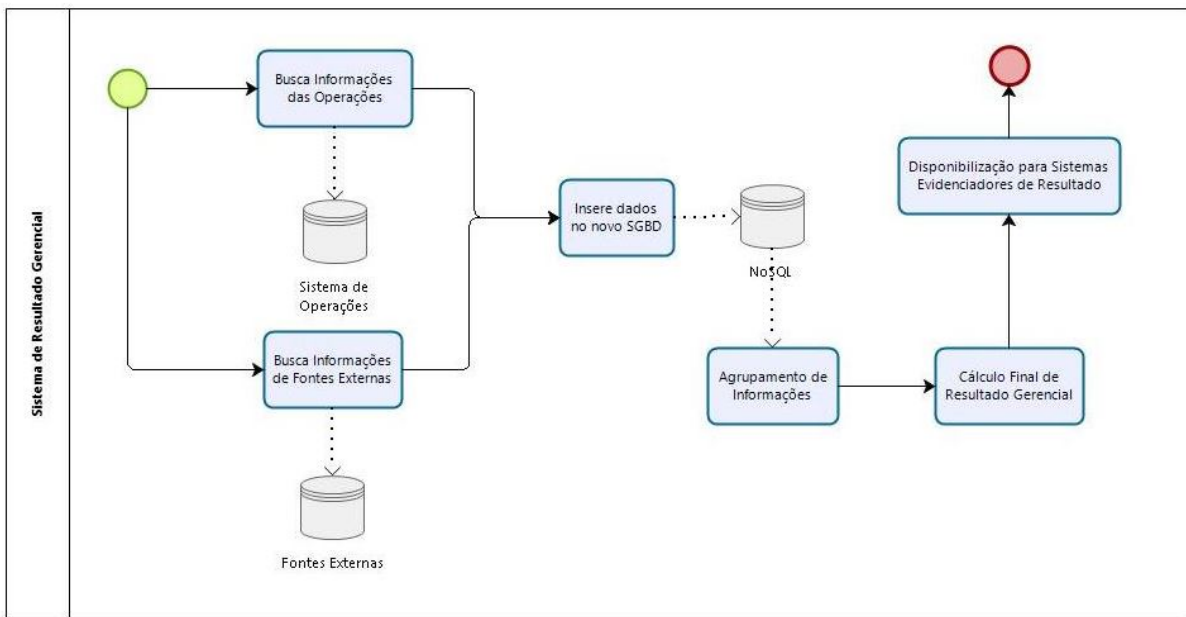 Sistema de Resultado Gerencial
Busca Informações
das Operações
Sistema de
Operações
Busca Informações
de Fontes Externas
Fontes Externas
Insere dados
no novo SGBD
NoSQL
Agrupamento de
Informações
Cálculo Final de
Resultado Gerencial
Disponibilização para Sistemas
Evidenciadores de Resultado